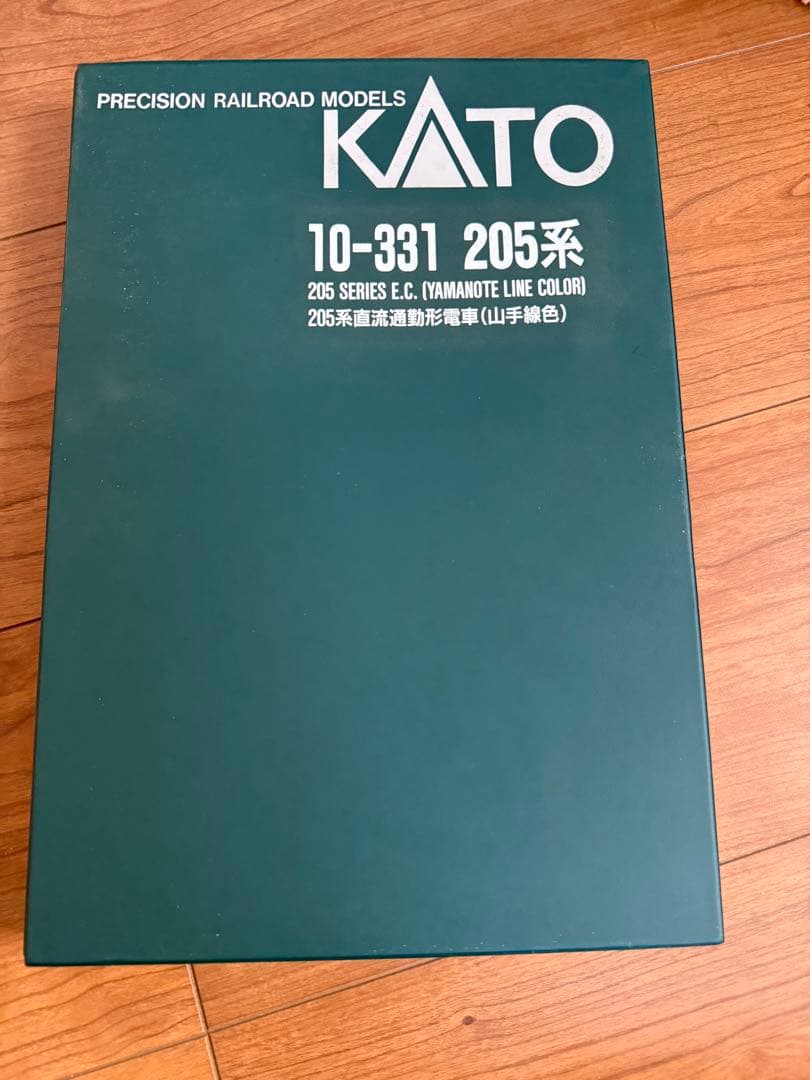 PRECISION RAILROAD MODELS
KATO
10-331 205系
205 SERIES E.C. (YAMANOTE LINE COLOR)
205系直流通勤形電車(山手線色)